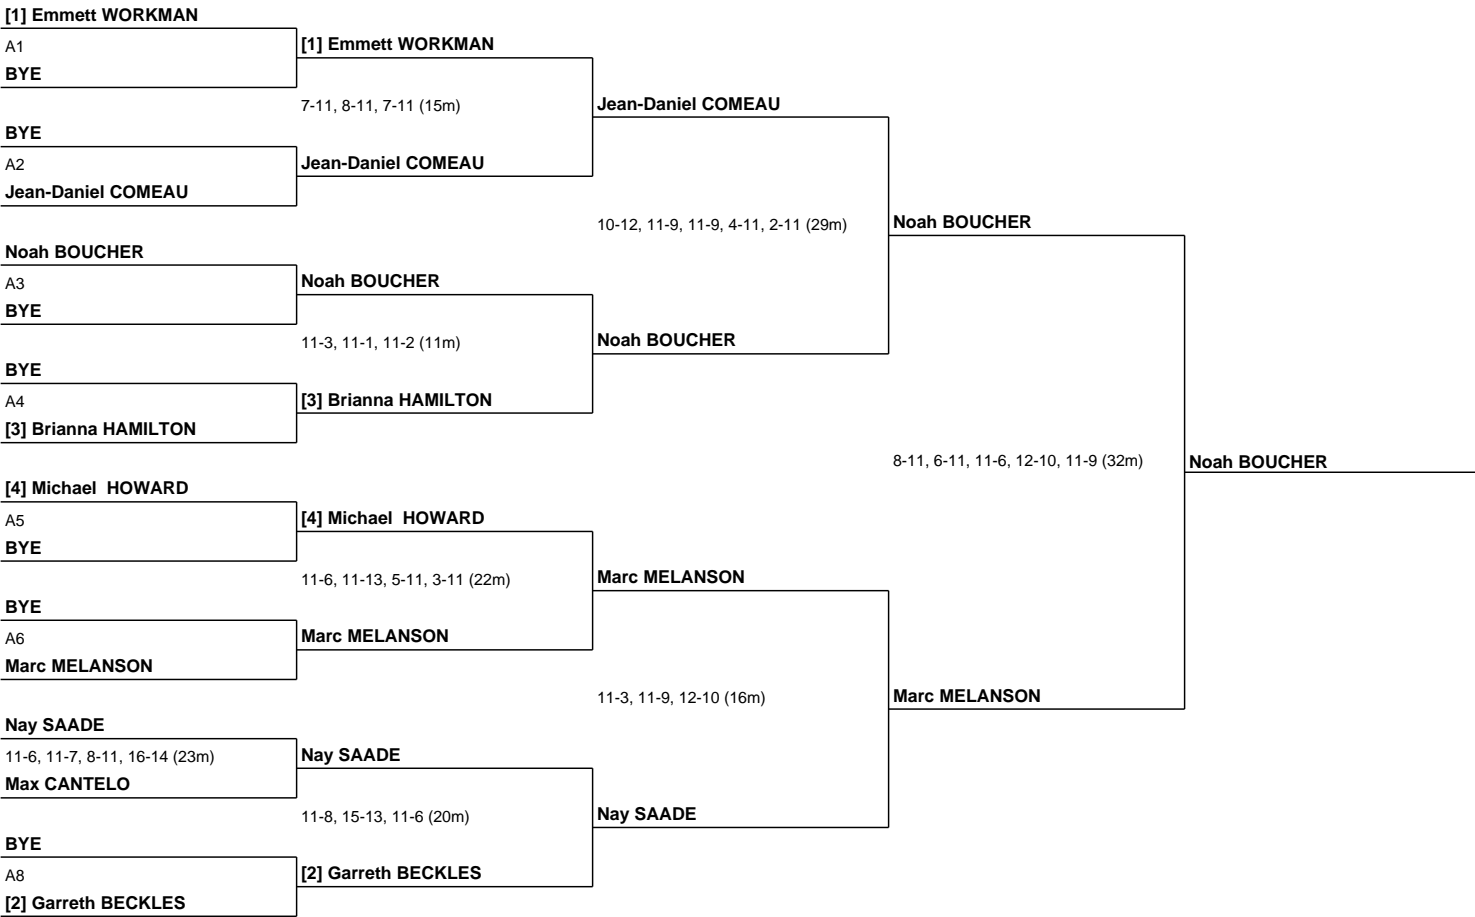 [1] Emmett WORKMAN
A1
BYE
BYE
A2
Jean-Daniel COMEAU
Noah BOUCHER
A3
BYE
BYE
A4
[3] Brianna HAMILTON
[4] Michael  HOWARD
A5
BYE
BYE
A6
Marc MELANSON
Nay SAADE
11-6, 11-7, 8-11, 16-14 (23m)
Max CANTELO
BYE
A8
[2] Garreth BECKLES
[1] Emmett WORKMAN
7-11, 8-11, 7-11 (15m)
Jean-Daniel COMEAU
Noah BOUCHER
11-3, 11-1, 11-2 (11m)
[3] Brianna HAMILTON
[4] Michael  HOWARD
11-6, 11-13, 5-11, 3-11 (22m)
Marc MELANSON
Nay SAADE
11-8, 15-13, 11-6 (20m)
[2] Garreth BECKLES
Jean-Daniel COMEAU
10-12, 11-9, 11-9, 4-11, 2-11 (29m)
Noah BOUCHER
Marc MELANSON
11-3, 11-9, 12-10 (16m)
Nay SAADE
Noah BOUCHER
8-11, 6-11, 11-6, 12-10, 11-9 (32m)
Marc MELANSON
Noah BOUCHER